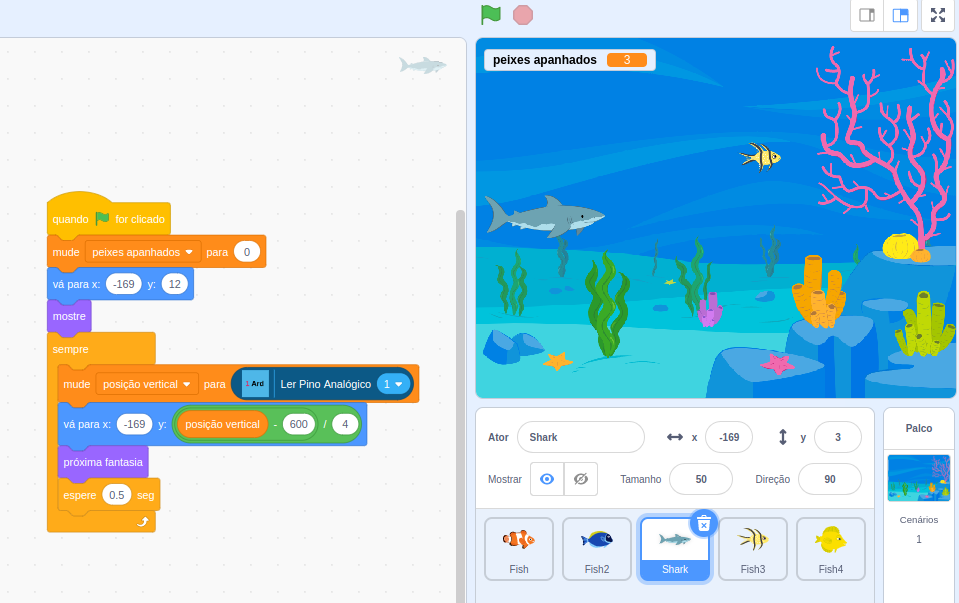 peixes apanhados 3
quando for clicado
mude peixes apanhados para 0
vá para x: -169 y: 12
mostre
sempre
mude posição vertical para Ard Ler Pino Analógico 1
vá para x: -169 y: posição vertical - 600 / 4
próxima fantasia
espere 0.5 seg
Ator Shark x -169 y 3
Mostrar Tamanho 50 Direção 90
Fish Fish2 Shark Fish3 Fish4
Palco
Cenários
1